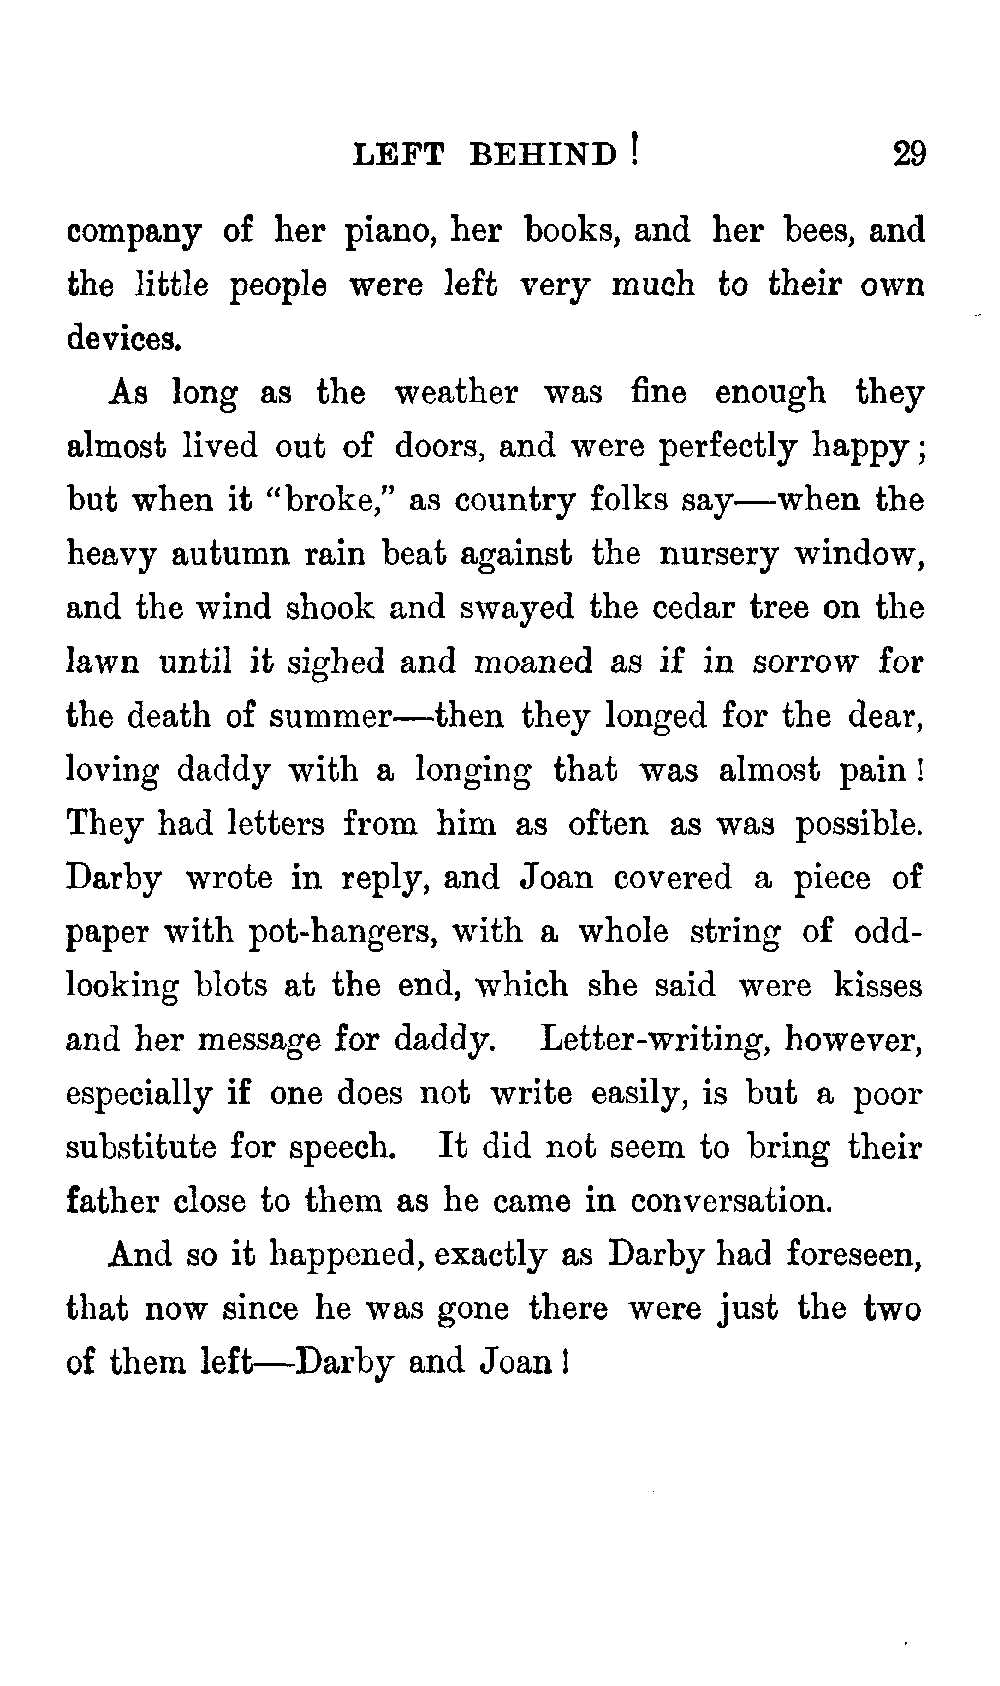 LEFT BEHIND! 29
company of her piano, her books, and her bees, and
the little people were left very much to their own
devices.
As long as the weather was fine enough they
almost lived out of doors, and were perfectly happy;
but when it “broke,” as country folks say—when the
heavy autumn rain beat against the nursery window,
and the wind shook and swayed the cedar tree on the
lawn until it sighed and moaned as if in sorrow for
the death of summer—then they longed for the dear,
loving daddy with a longing that was almost pain!
They had letters from him as often as was possible.
Darby wrote in reply, and Joan covered a piece of
paper with pot-hangers, with a whole string of odd-
looking blots at the end, which she said were kisses
and her message for daddy. Letter-writing, however,
especially if one does not write easily, is but a poor
substitute for speech. It did not seem to bring their
father close to them as he came in conversation.
And so it happened, exactly as Darby had foreseen,
that now since he was gone there were just the two
of them left—Darby and Joan!